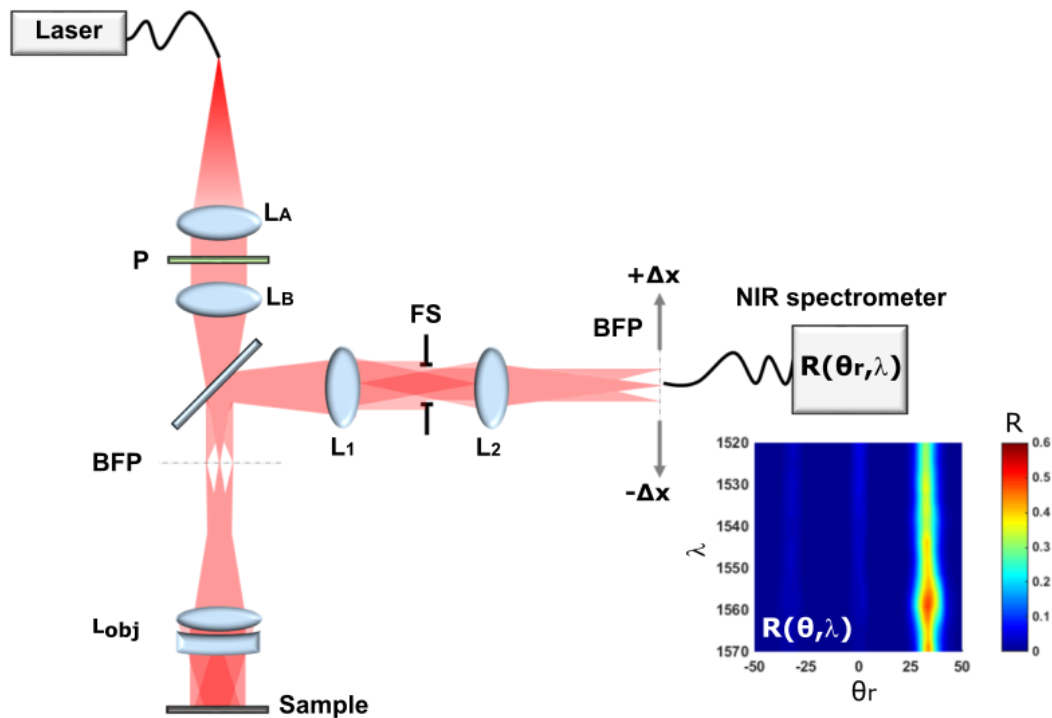 Laser
LA
P
LB
FS
+Δx
BFP
NIR spectrometer
R(θr,λ)
L1
L2
BFP
-Δx
Lobj
Sample
R
1520
1530
1540
1550
1560
1570
λ
R(θ,λ)
-50
-25
0
25
50
θr
0.6
0.5
0.4
0.3
0.2
0.1
0